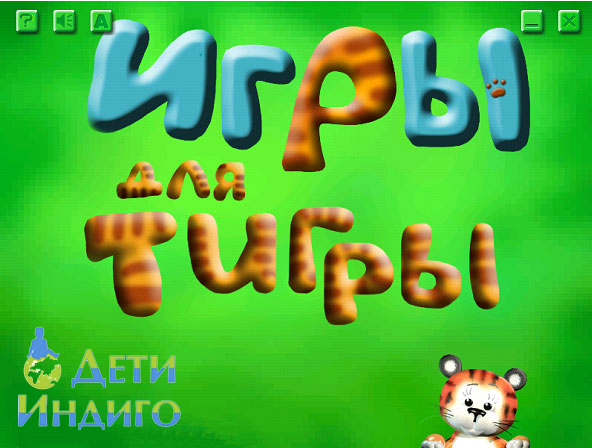 ? A
Игры
для
Тигры
Дети
Индиго